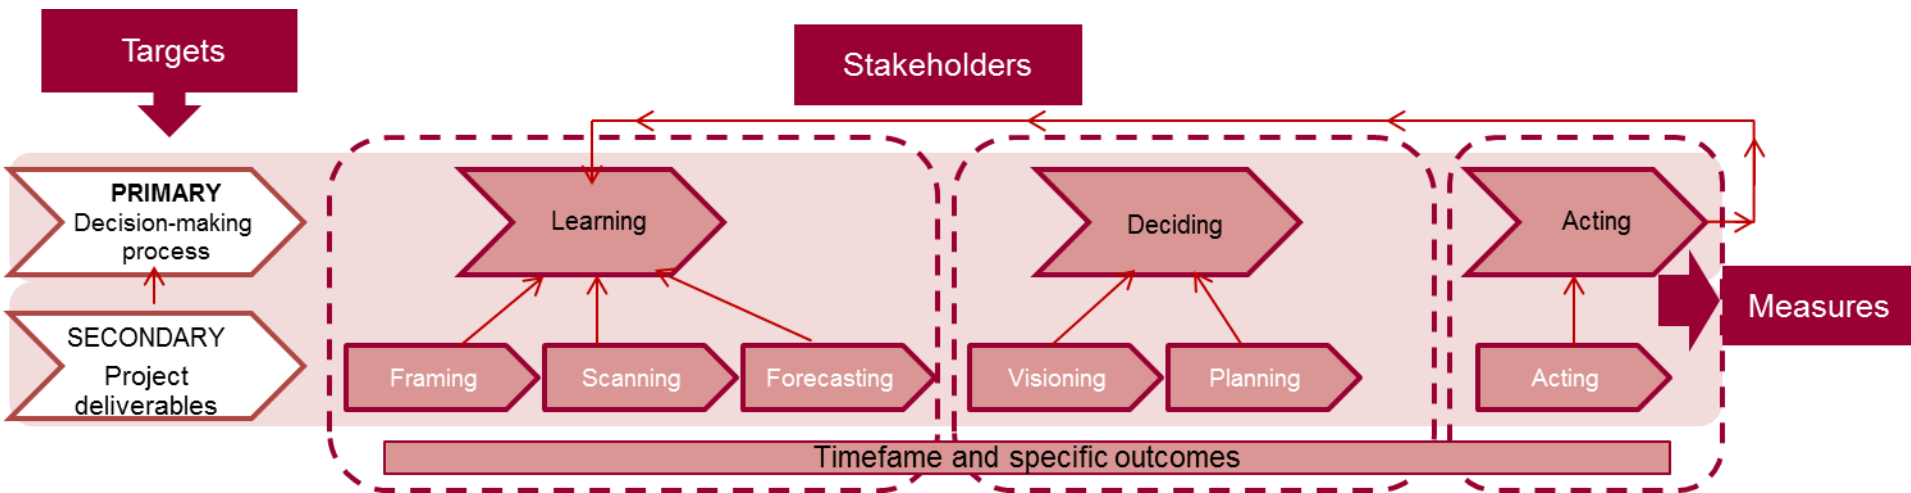 Targets
Stakeholders
PRIMARY
Decision-making
process
Learning
Deciding
Acting
SECONDARY
Project
deliverables
Framing
Scanning
Forecasting
Visioning
Planning
Acting
Measures
Timefame and specific outcomes